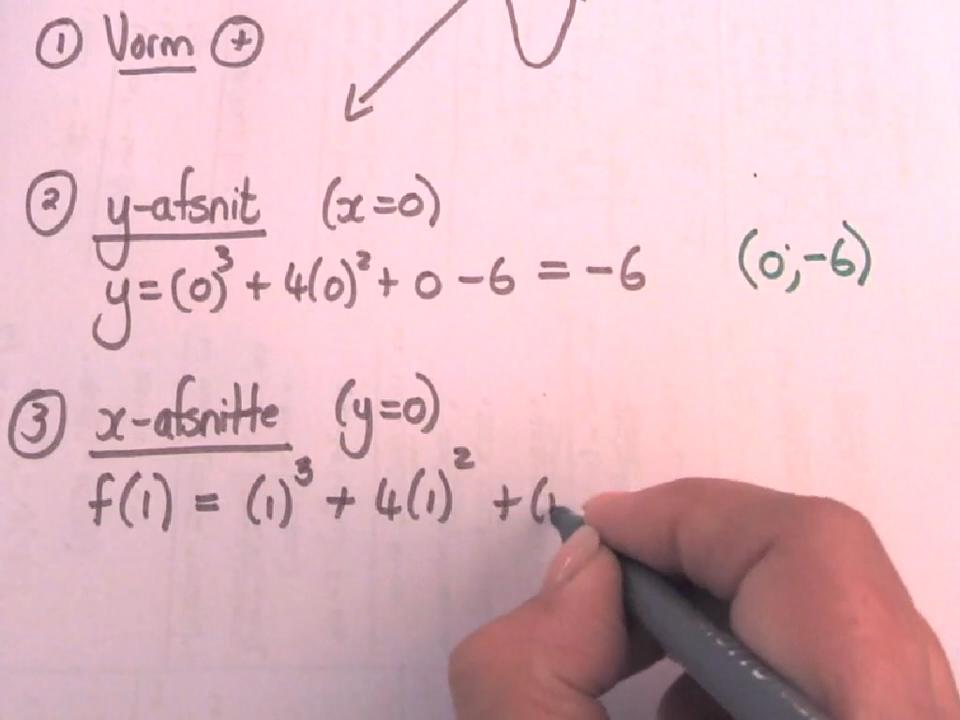 ① Vorm ⊕
② y-afsnit (x=0)
y=(0)³ + 4(0)² + 0 - 6 = -6 (0;-6)
③ x-afsnitte (y=0)
f(1) = (1)³ + 4(1)² + (1